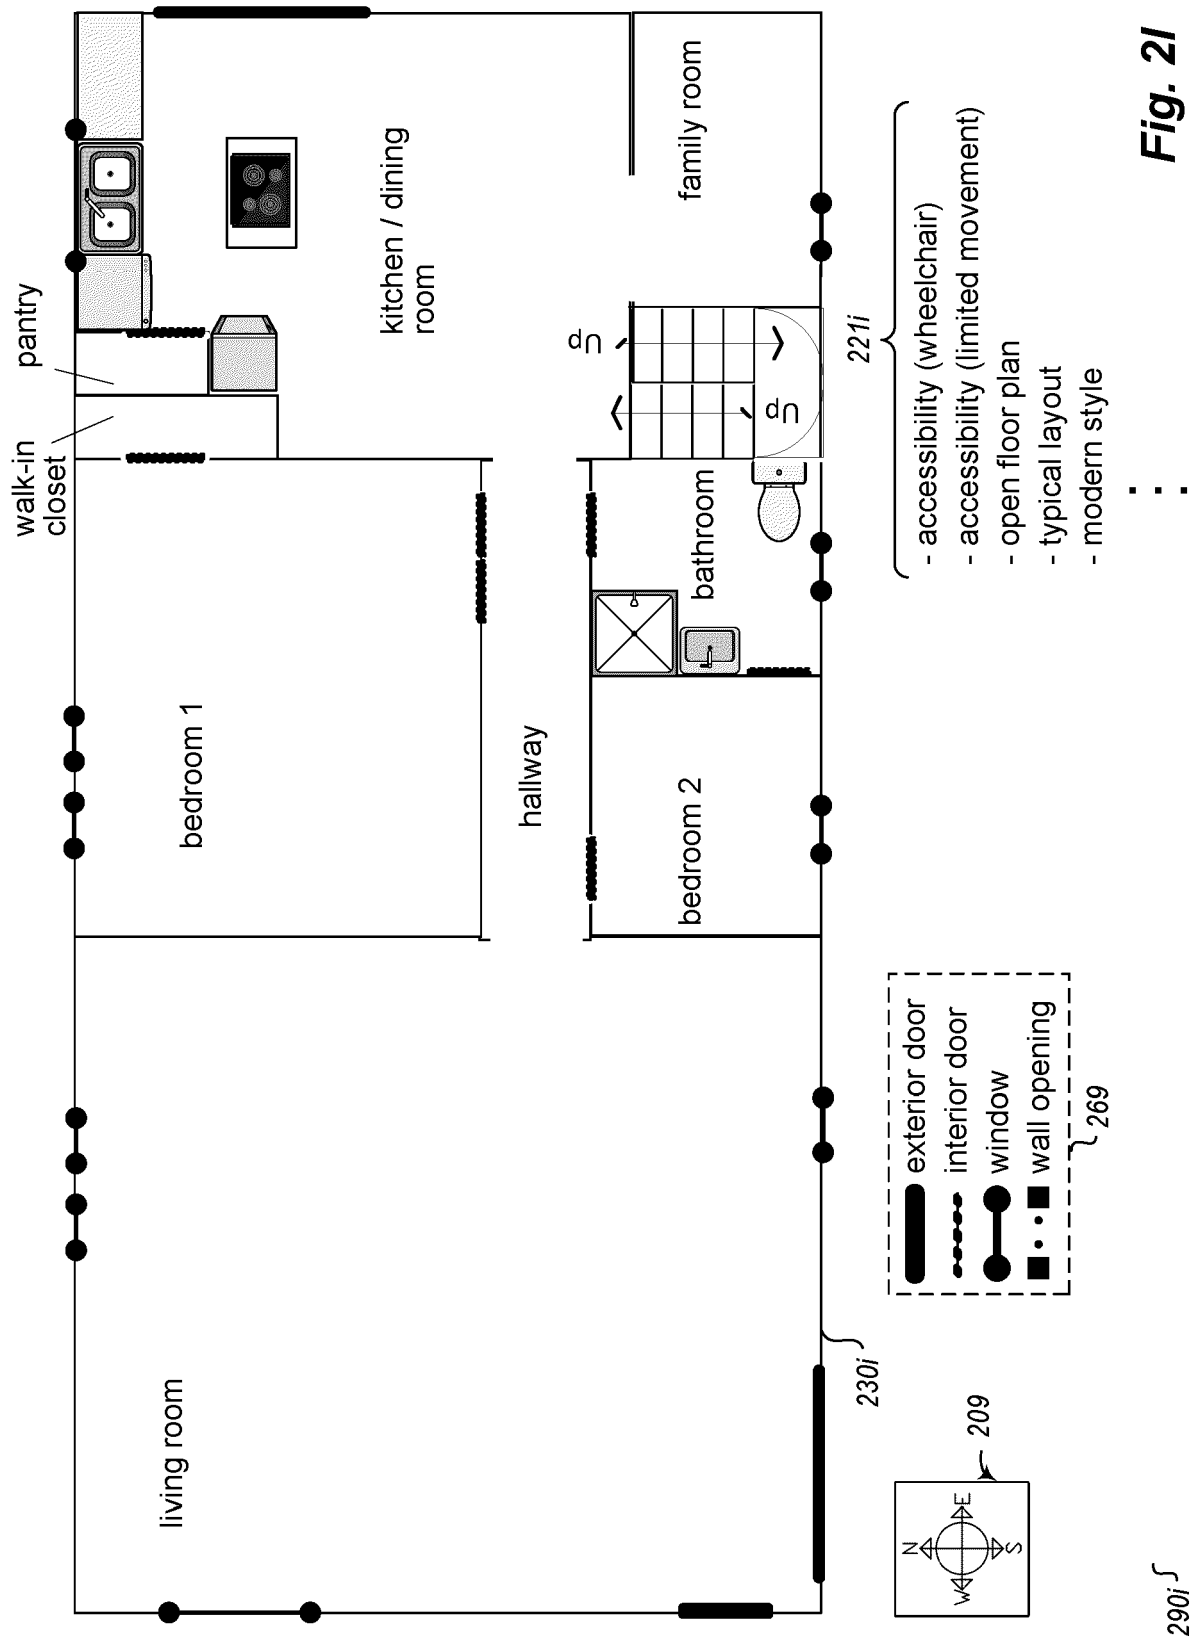 walk-in
closet
pantry
living room
bedroom 1
kitchen / dining
room
hallway
Up
bedroom 2
bathroom
family room
Up
230i
221i
N
W
E
S
209
exterior door
interior door
window
wall opening
269
- accessibility (wheelchair)
- accessibility (limited movement)
- open floor plan
- typical layout
- modern style
. . .
290i
Fig. 2I